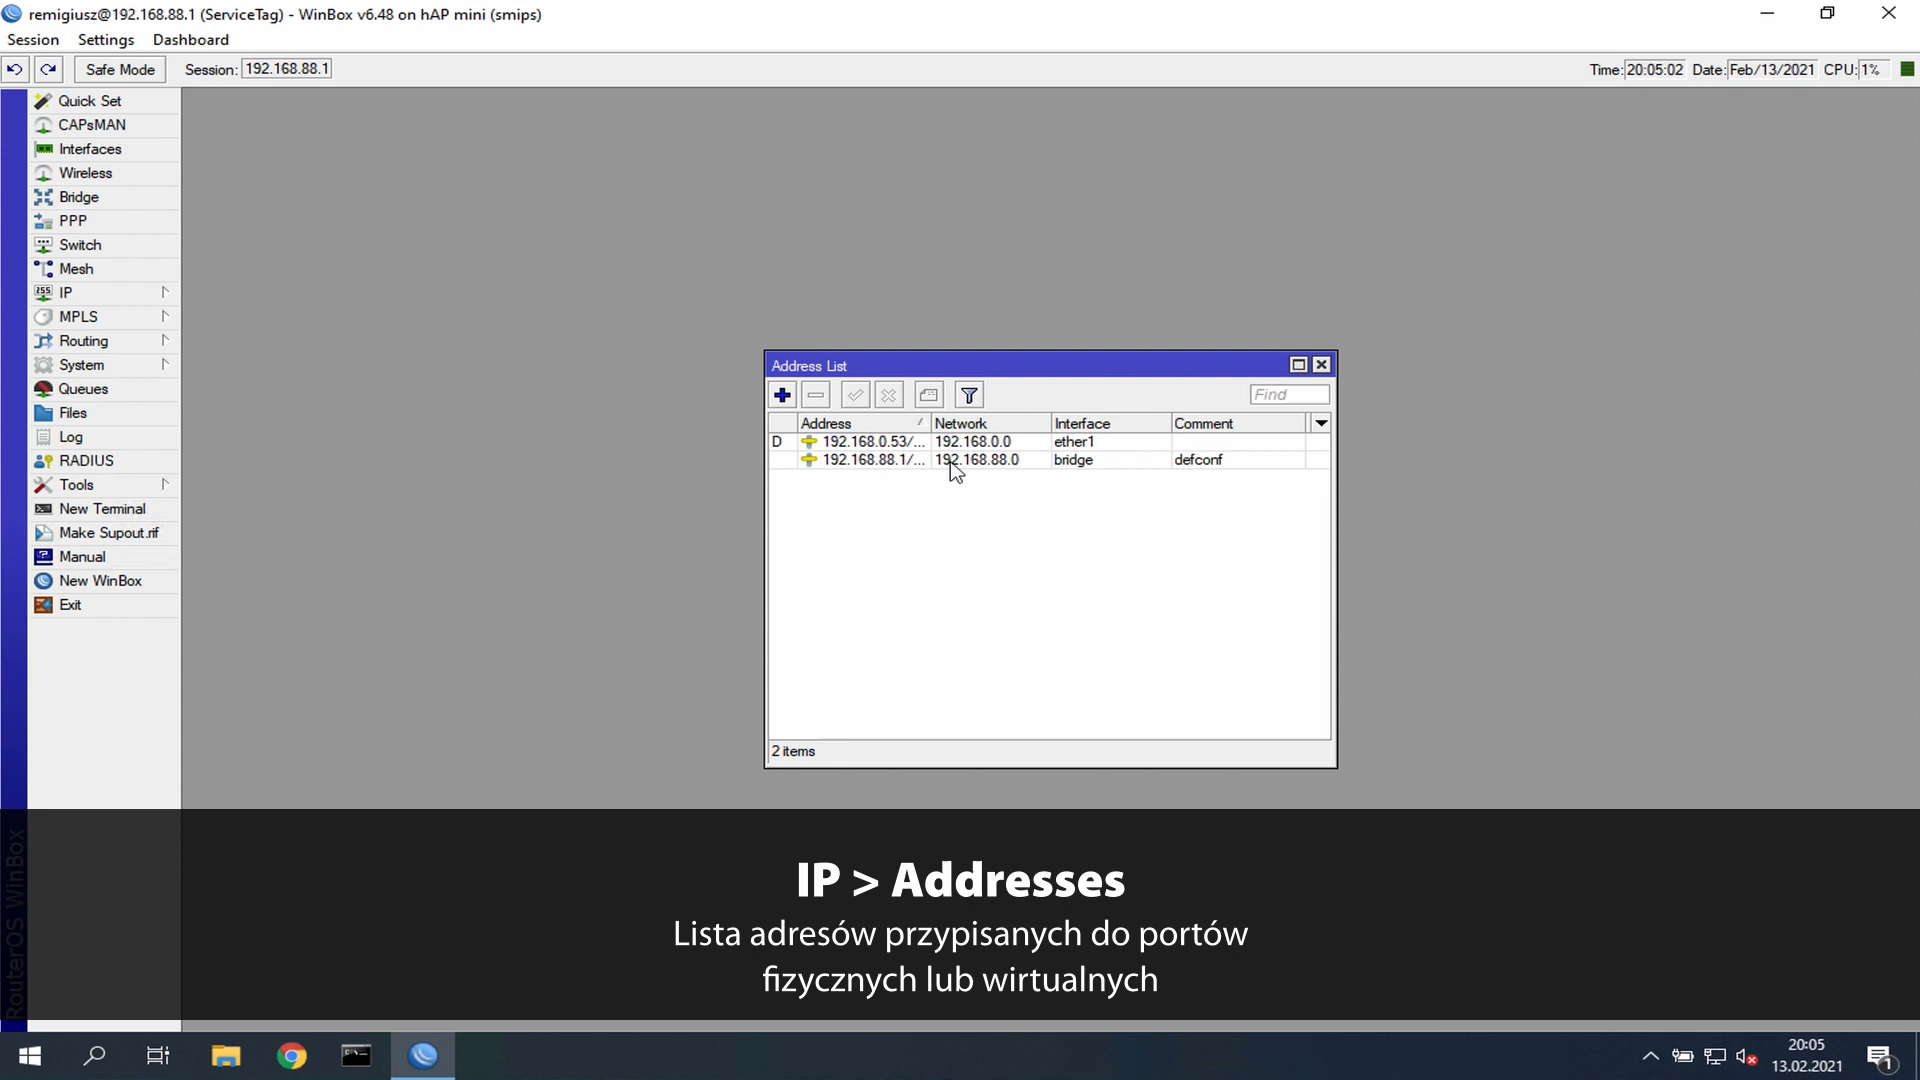 remigiusz@192.168.88.1 (ServiceTag) - WinBox v6.48 on hAP mini (smips)
Session Settings Dashboard
Safe Mode Session: 192.168.88.1 Time: 20:05:02 Date: Feb/13/2021 CPU: 1%
Quick Set
CAPsMAN
Interfaces
Wireless
Bridge
PPP
Switch
Mesh
255 IP
MPLS
Routing
System
Queues
Files
Log
RADIUS
Tools
New Terminal
Make Supout.rif
Manual
New WinBox
Exit
RouterOS WinBox
Address List
Find
Address Network Interface Comment
D 192.168.0.53/... 192.168.0.0 ether1
192.168.88.1/... 192.168.88.0 bridge defconf
2 items
IP > Addresses
Lista adresów przypisanych do portów
fizycznych lub wirtualnych
20:05
13.02.2021
1